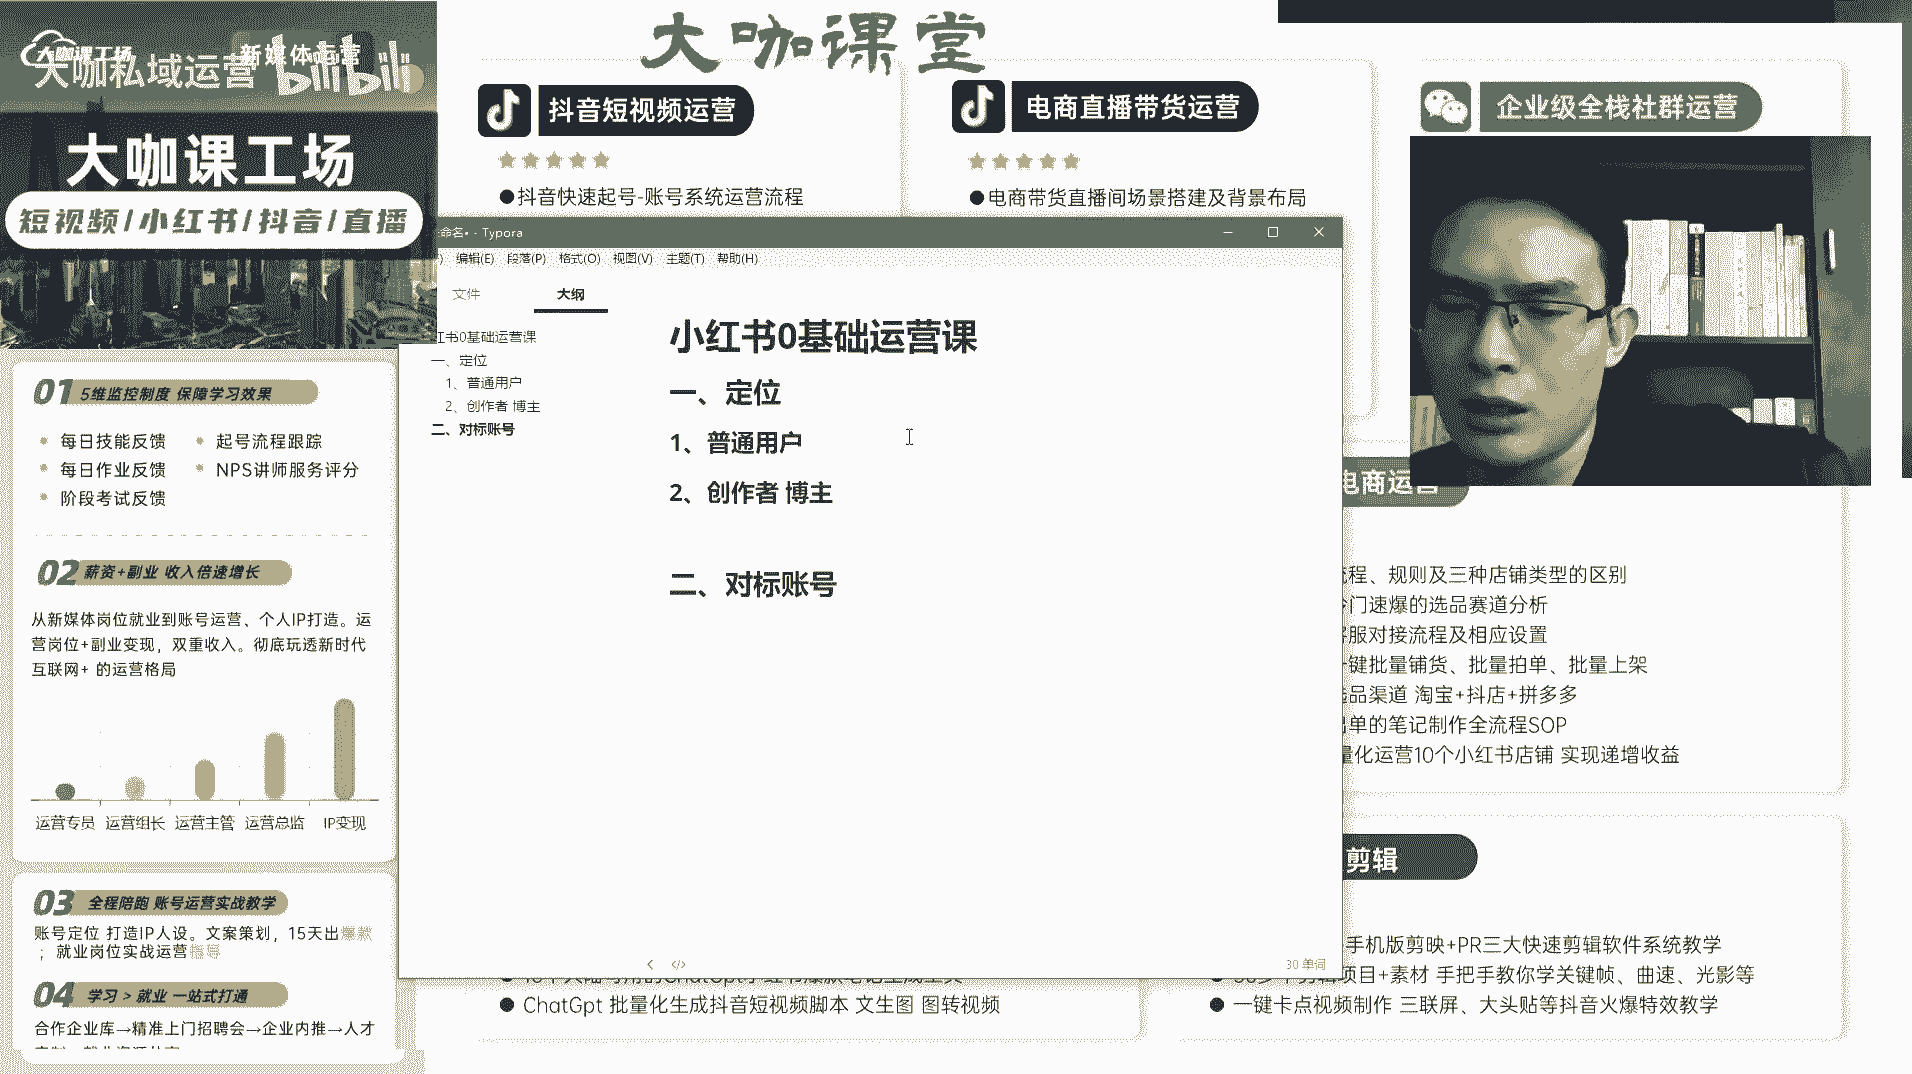 大咖课堂
大咖课工场
大咖私域运营
新媒体运营
bilibili
大咖课工场
短视频/小红书/抖音/直播
01 5维监控制度 保障学习效果
每日技能反馈
起号流程跟踪
每日作业反馈
NPS讲师服务评分
阶段考试反馈
02 薪资+副业 收入倍速增长
从新媒体岗位就业到账号运营、个人IP打造。运
营岗位+副业变现，双重收入。彻底玩透新时代
互联网+ 的运营格局
运营专员 运营组长 运营主管 运营总监 IP变现
03 全程陪跑 账号运营实战教学
账号定位 打造IP人设。文案策划，15天出爆款
；就业岗位实战运营指导
04 学习 > 就业 一站式打通
合作企业库→精准上门招聘会→企业内推→人才
抖音短视频运营
●抖音快速起号-账号系统运营流程
电商直播带货运营
●电商带货直播间场景搭建及背景布局
企业级全栈社群运营
命名• - Typora
编辑(E) 段落(P) 格式(O) 视图(V) 主题(T) 帮助(H)
文件 大纲
红书0基础运营课
一、定位
1、普通用户
2、创作者 博主
二、对标账号
小红书0基础运营课
一、定位
1、普通用户
2、创作者 博主
二、对标账号
30 单词
电商运营
流程、规则及三种店铺类型的区别
冷门速爆的选品赛道分析
客服对接流程及相应设置
一键批量铺货、批量拍单、批量上架
选品渠道 淘宝+抖店+拼多多
出单的笔记制作全流程SOP
量化运营10个小红书店铺 实现递增收益
剪辑
手机版剪映+PR三大快速剪辑软件系统教学
项目+素材 手把手教你学关键帧、曲速、光影等
● 一键卡点视频制作 三联屏、大头贴等抖音火爆特效教学
● ChatGpt 批量化生成抖音短视频脚本 文生图 图转视频